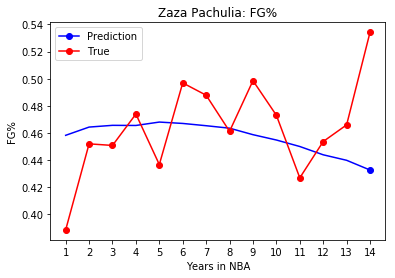 Zaza Pachulia: FG%
Prediction
True
FG%
0.54
0.52
0.50
0.48
0.46
0.44
0.42
0.40
1 2 3 4 5 6 7 8 9 10 11 12 13 14
Years in NBA